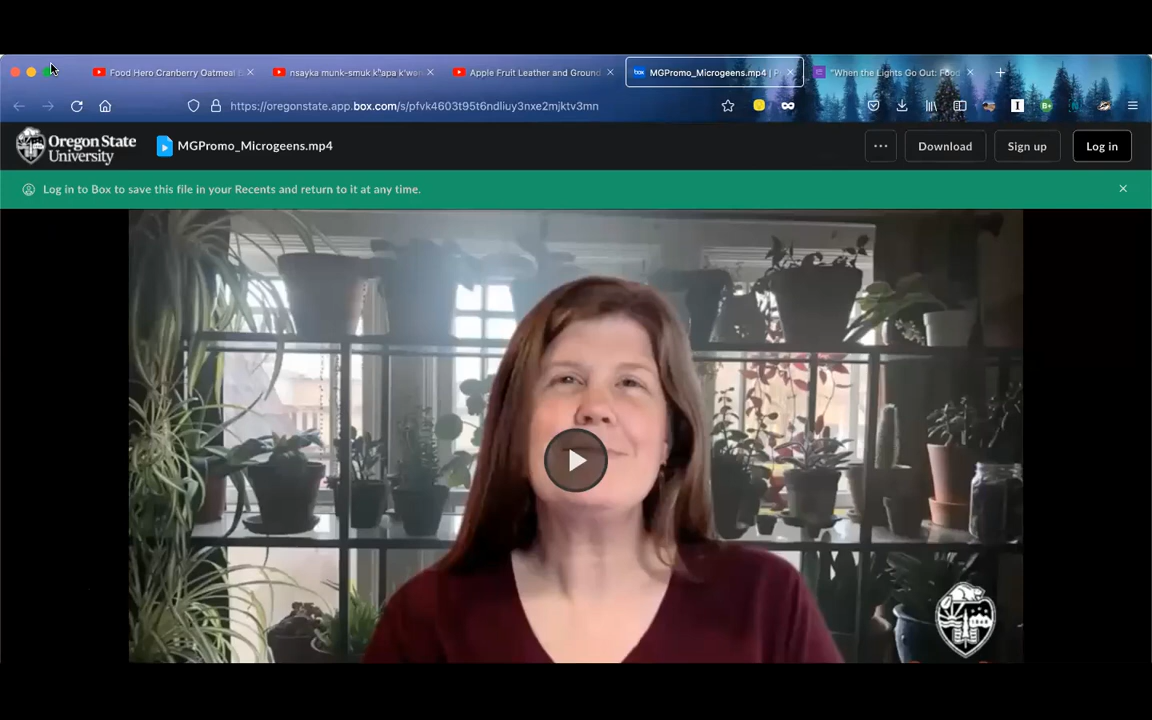 Food Hero Cranberry Oatmeal
nsayka munk-smuk
Apple Fruit Leather and Ground
box MGPromo_Microgeens.mp4 |
"When the Lights Go Out: Food
https://oregonstate.app.box.com/s/pfvk4603t95t6ndliuy3nxe2mjktv3mn
Oregon State
University
MGPromo_Microgeens.mp4
Download
Sign up
Log in
Log in to Box to save this file in your Recents and return to it at any time.